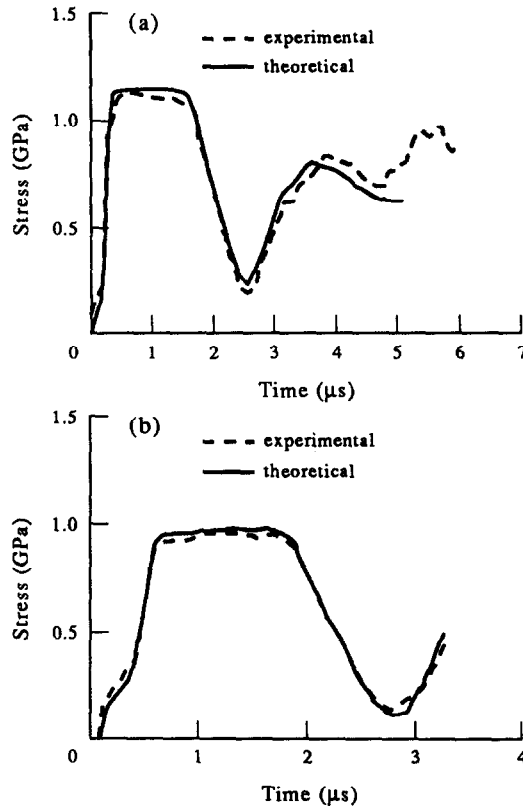 (a)
experimental
theoretical
1.5
1.0
0.5
Stress (GPa)
0 1 2 3 4 5 6 7
Time (μs)
(b)
experimental
theoretical
1.5
1.0
0.5
Stress (GPa)
0 1 2 3 4
Time (μs)